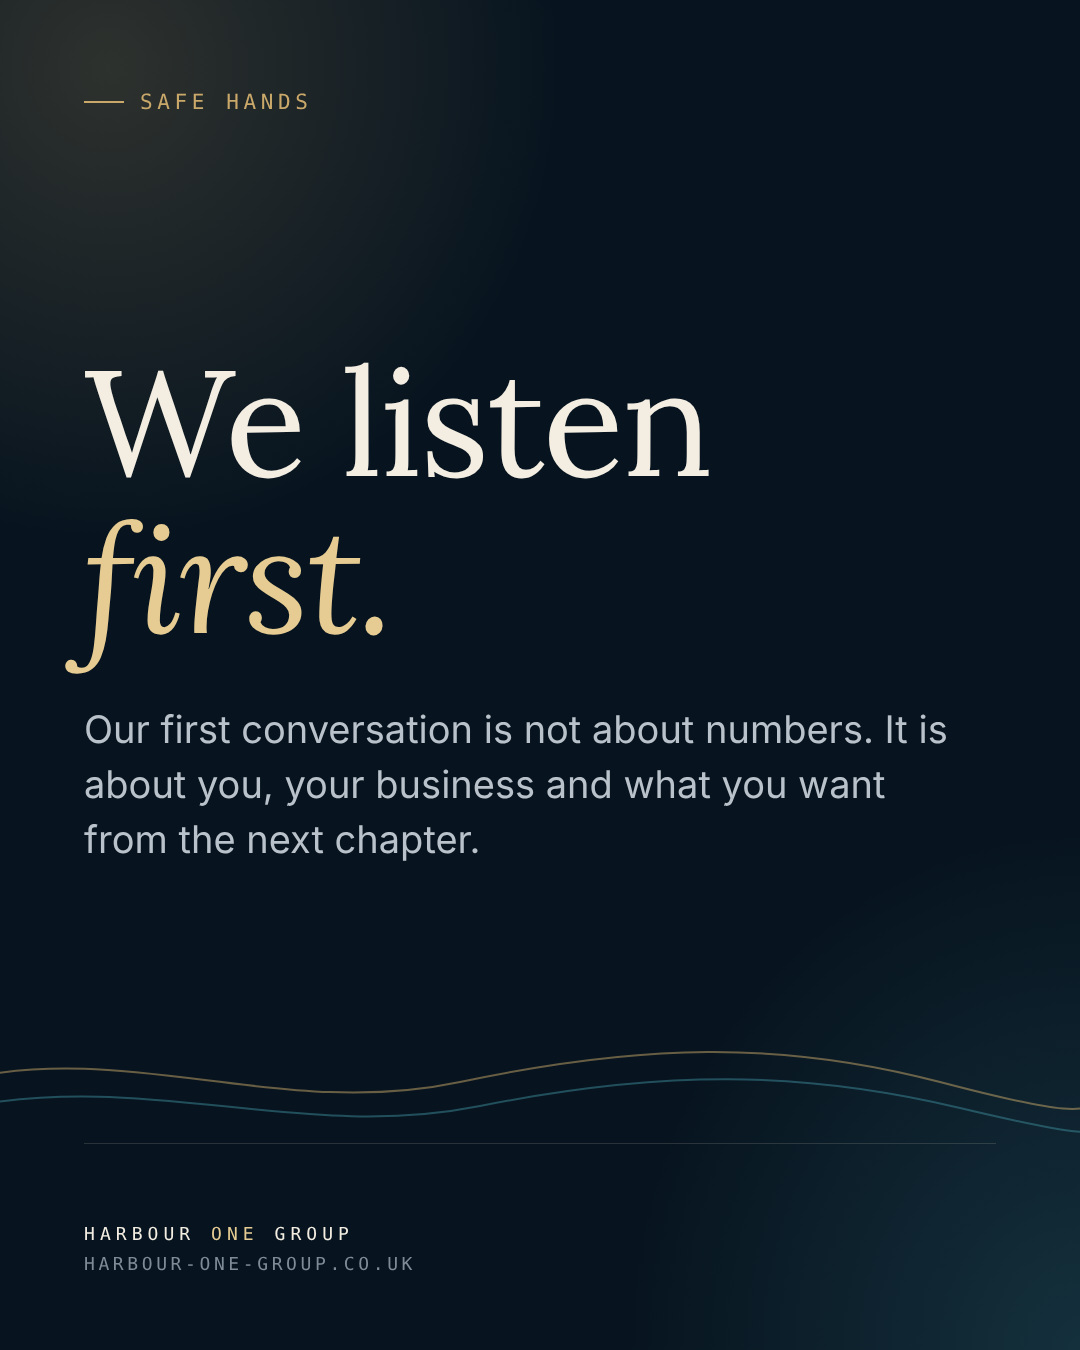 SAFE HANDS
We listen
first.
Our first conversation is not about numbers. It is
about you, your business and what you want
from the next chapter.
HARBOUR ONE GROUP
HARBOUR-ONE-GROUP.CO.UK